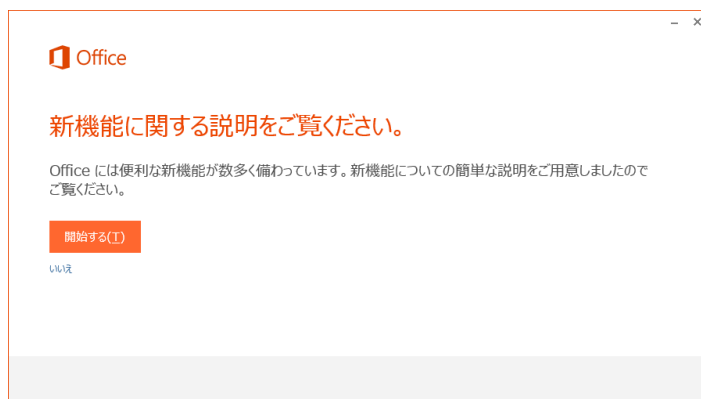 Office
新機能に関する説明をご覧ください。
Office には便利な新機能が数多く備わっています。新機能についての簡単な説明をご用意しましたので
ご覧ください。
開始する(T)
いいえ